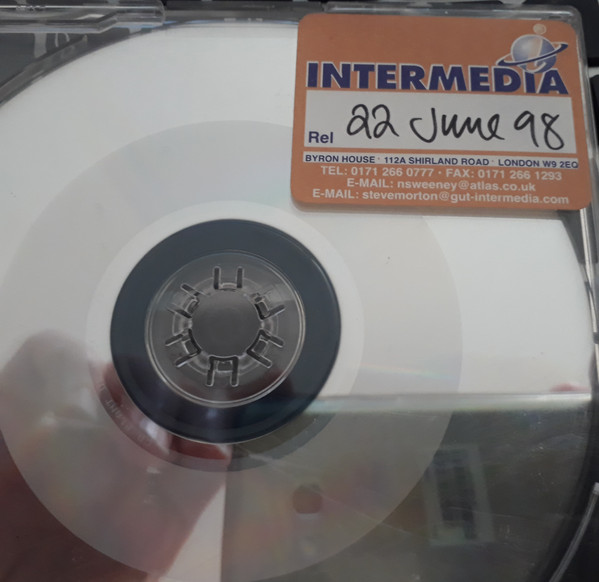 INTERMEDIA
Rel 22 June 98
BYRON HOUSE · 112A SHIRLAND ROAD · LONDON W9 2EQ
TEL: 0171 266 0777 · FAX: 0171 266 1293
E-MAIL: nsweeney@atlas.co.uk
E-MAIL: stevemorton@gut-intermedia.com